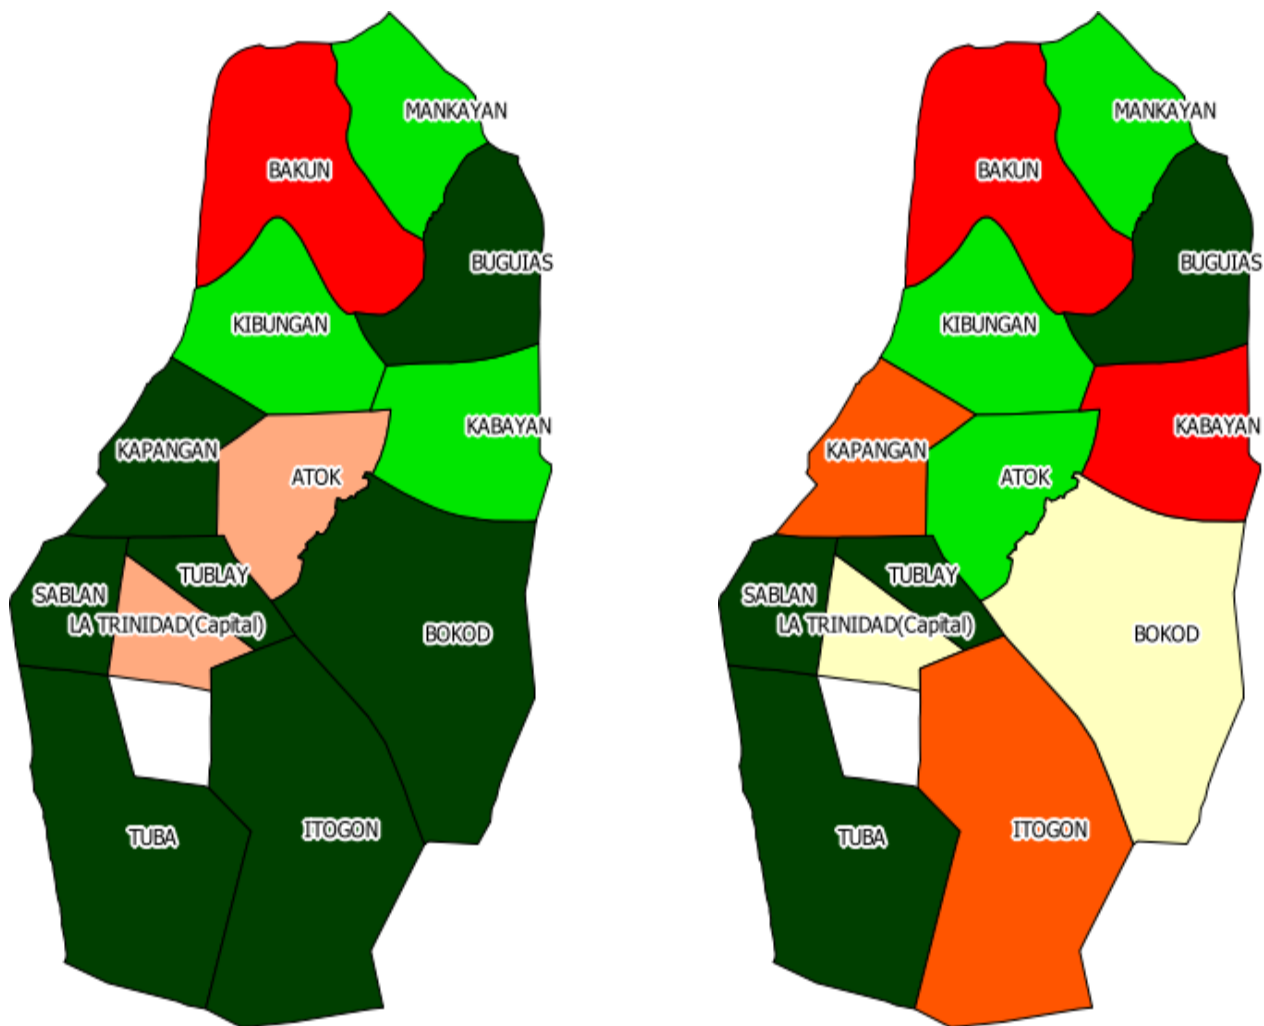 MANKAYAN
BAKUN
BUGUIAS
KIBUNGAN
KABAYAN
KAPANGAN
ATOK
TUBLAY
SABLAN
LA TRINIDAD(Capital)
BOKOD
TUBA
ITOGON
MANKAYAN
BAKUN
BUGUIAS
KIBUNGAN
KABAYAN
KAPANGAN
ATOK
TUBLAY
SABLAN
LA TRINIDAD(Capital)
BOKOD
TUBA
ITOGON